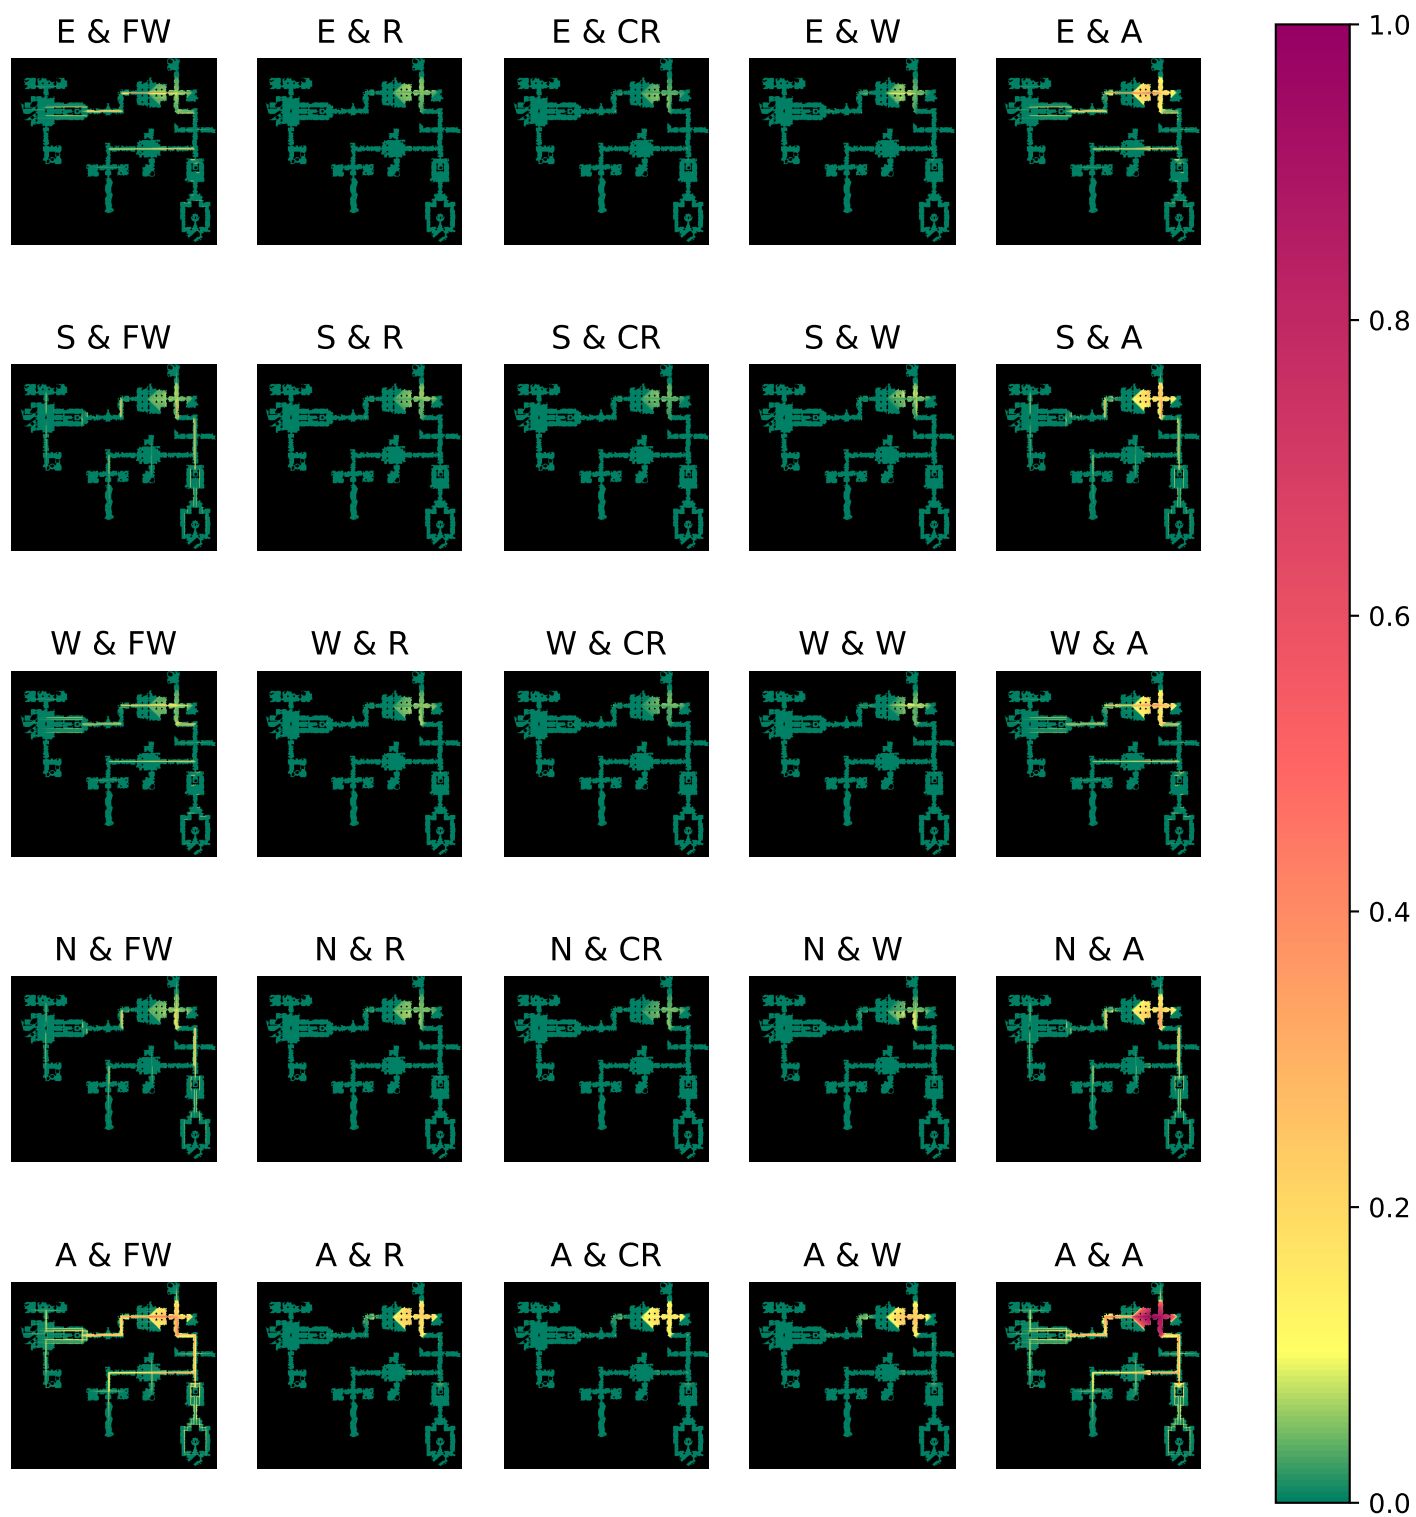 E & FW
E & R
E & CR
E & W
E & A
1.0
S & FW
S & R
S & CR
S & W
S & A
0.8
W & FW
W & R
W & CR
W & W
W & A
0.6
N & FW
N & R
N & CR
N & W
N & A
0.4
0.2
A & FW
A & R
A & CR
A & W
A & A
0.0